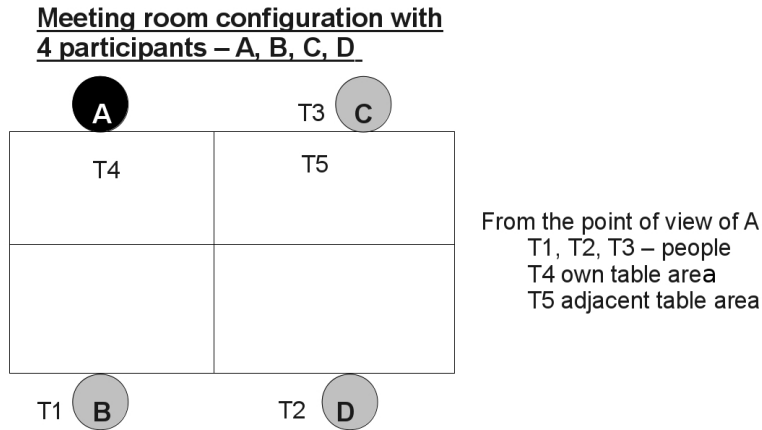 Meeting room configuration with
4 participants – A, B, C, D
A
T3 C
T4
T5
From the point of view of A
T1, T2, T3 – people
T4 own table area
T5 adjacent table area
T1 B
T2 D